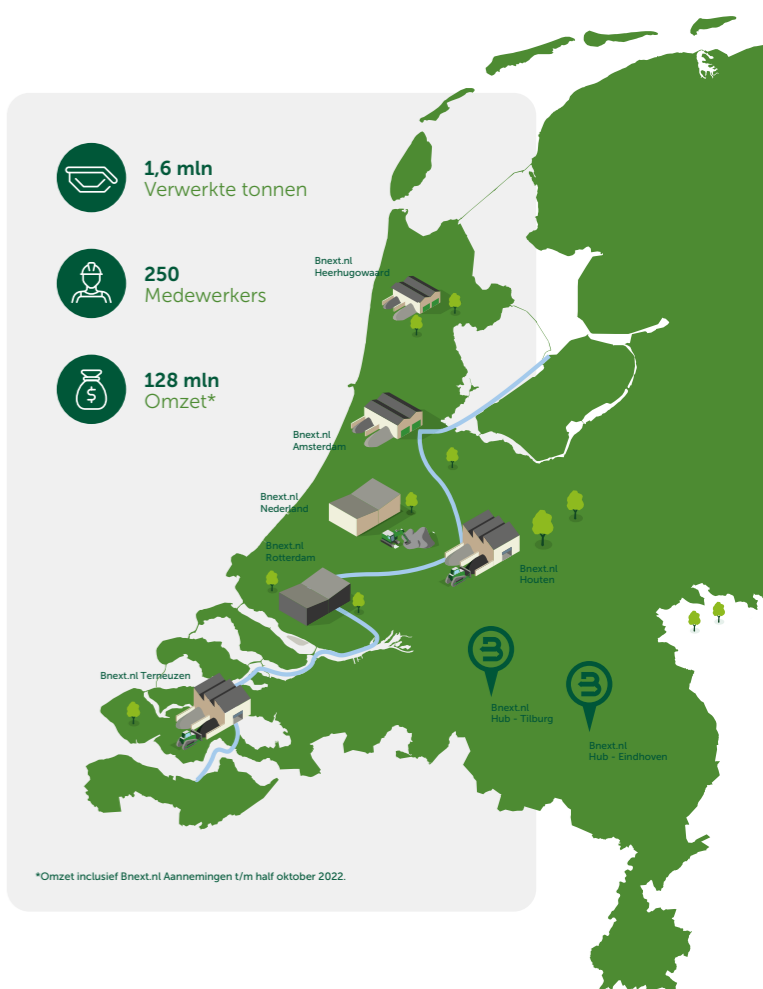 1,6 mln
Verwerkte tonnen
250
Medewerkers
128 mln
Omzet*
Bnext.nl
Heerhugowaard
Bnext.nl
Amsterdam
Bnext.nl
Nederland
Bnext.nl
Rotterdam
Bnext.nl
Houten
Bnext.nl Terneuzen
Bnext.nl
Hub - Tilburg
Bnext.nl
Hub - Eindhoven
*Omzet inclusief Bnext.nl Aannemingen t/m half oktober 2022.